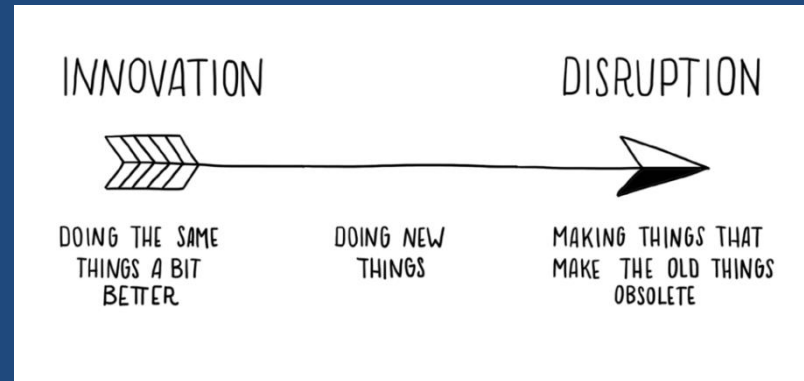 INNOVATION
DISRUPTION
DOING THE SAME
THINGS A BIT
BETTER
DOING NEW
THINGS
MAKING THINGS THAT
MAKE THE OLD THINGS
OBSOLETE